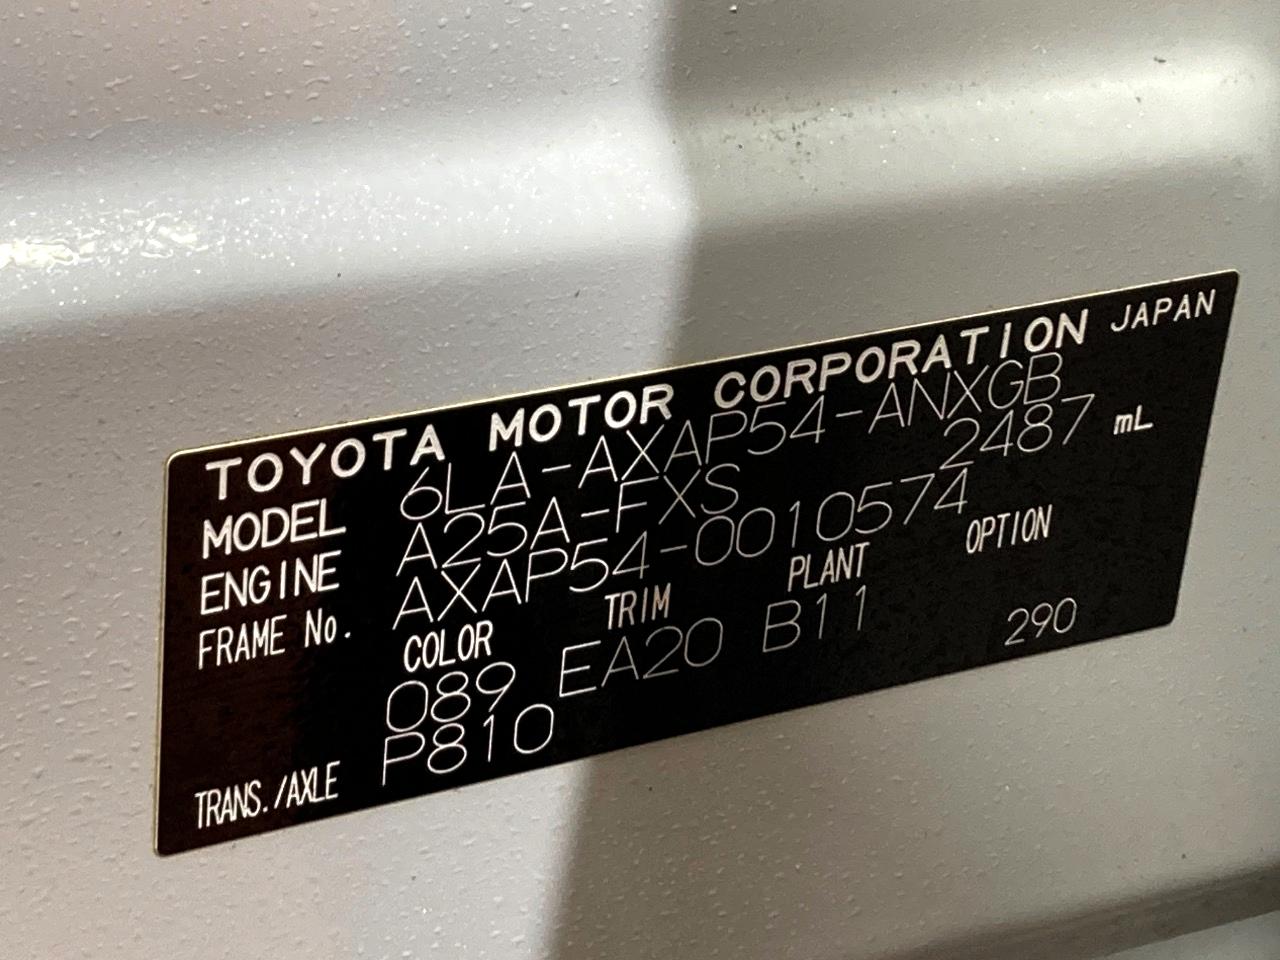 TOYOTA MOTOR CORPORATION JAPAN
MODEL 6LA-AXAP54-ANXGB
ENGINE A25A-FXS 2487 mL
FRAME No. AXAP54-0010574
COLOR TRIM PLANT OPTION
089 EA20 B11 290
TRANS./AXLE P810